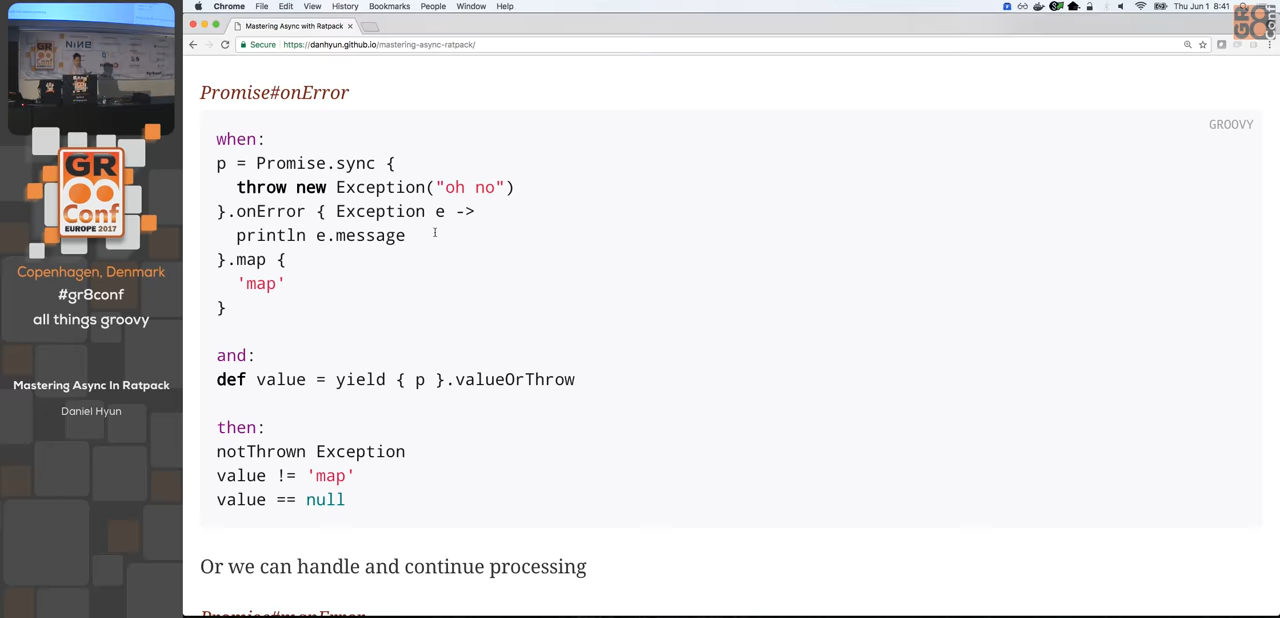 Chrome File Edit View History Bookmarks People Window Help
Thu Jun 1 8:41
Mastering Async with Ratpack
Secure
https://danhyun.github.io/mastering-async-ratpack/
GR8
Conf
EUROPE 2017
Copenhagen, Denmark
#gr8conf
all things groovy
Mastering Async In Ratpack
Daniel Hyun
Promise#onError
GROOVY
when:
p = Promise.sync {
throw new Exception("oh no")
}.onError { Exception e ->
println e.message
}.map {
'map'
}
and:
def value = yield { p }.valueOrThrow
then:
notThrown Exception
value != 'map'
value == null
Or we can handle and continue processing
Promise#mapError